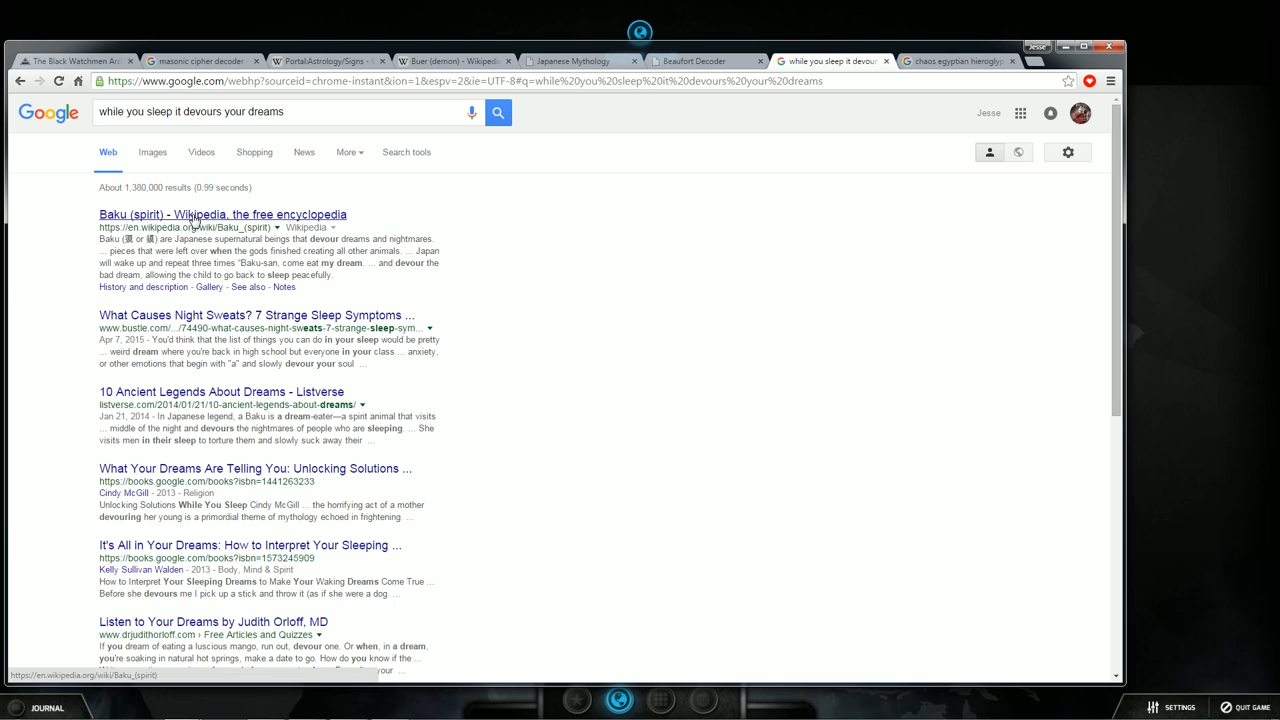 Jesse
The Black Watchmen Arc
masonic cipher decoder -
Portal:Astrology/Signs -
Buer (demon) - Wikipedi
Japanese Mythology
Beaufort Decoder
while you sleep it devour
chaos egyptian hieroglyp
https://www.google.com/webhp?sourceid=chrome-instant&ion=1&espv=2&ie=UTF-8#q=while%20you%20sleep%20it%20devours%20your%20dreams
Google
while you sleep it devours your dreams
Jesse
Web Images Videos Shopping News More Search tools
About 1,380,000 results (0.99 seconds)
Baku (spirit) - Wikipedia, the free encyclopedia
https://en.wikipedia.org/wiki/Baku_(spirit) Wikipedia
Baku (獏 or 貘) are Japanese supernatural beings that devour dreams and nightmares.
... pieces that were left over when the gods finished creating all other animals. ... Japan
will wake up and repeat three times "Baku-san, come eat my dream. ... and devour the
bad dream, allowing the child to go back to sleep peacefully.
History and description - Gallery - See also - Notes
What Causes Night Sweats? 7 Strange Sleep Symptoms ...
www.bustle.com/.../74490-what-causes-night-sweats-7-strange-sleep-sym...
Apr 7, 2015 - You'd think that the list of things you can do in your sleep would be pretty
... weird dream where you're back in high school but everyone in your class ... anxiety,
or other emotions that begin with "a" and slowly devour your soul ...
10 Ancient Legends About Dreams - Listverse
listverse.com/2014/01/21/10-ancient-legends-about-dreams/
Jan 21, 2014 - In Japanese legend, a Baku is a dream-eater—a spirit animal that visits
... middle of the night and devours the nightmares of people who are sleeping. ... She
visits men in their sleep to torture them and slowly suck away their ...
What Your Dreams Are Telling You: Unlocking Solutions ...
https://books.google.com/books?isbn=1441263233
Cindy McGill - 2013 - Religion
Unlocking Solutions While You Sleep Cindy McGill ... the horrifying act of a mother
devouring her young is a primordial theme of mythology echoed in frightening ...
It's All in Your Dreams: How to Interpret Your Sleeping ...
https://books.google.com/books?isbn=1573245909
Kelly Sullivan Walden - 2013 - Body, Mind & Spirit
How to Interpret Your Sleeping Dreams to Make Your Waking Dreams Come True ...
Before she devours me I pick up a stick and throw it (as if she were a dog ...
Listen to Your Dreams by Judith Orloff, MD
www.drjudithorloff.com › Free Articles and Quizzes
If you dream of eating a luscious mango, run out, devour one. Or when, in a dream,
you're soaking in natural hot springs, make a date to go. How do you know if the ...
your ...
https://en.wikipedia.org/wiki/Baku_(spirit)
JOURNAL
SETTINGS
QUIT GAME